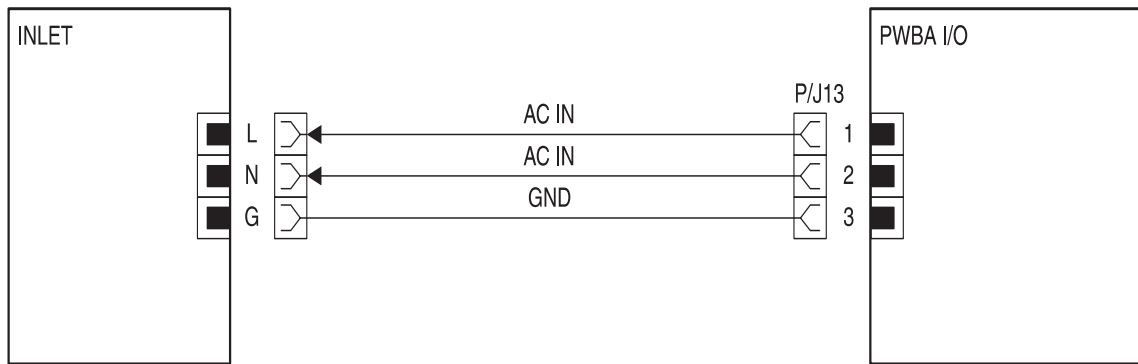 INLET
PWBA I/O
P/J13
L AC IN 1
N AC IN 2
G GND 3